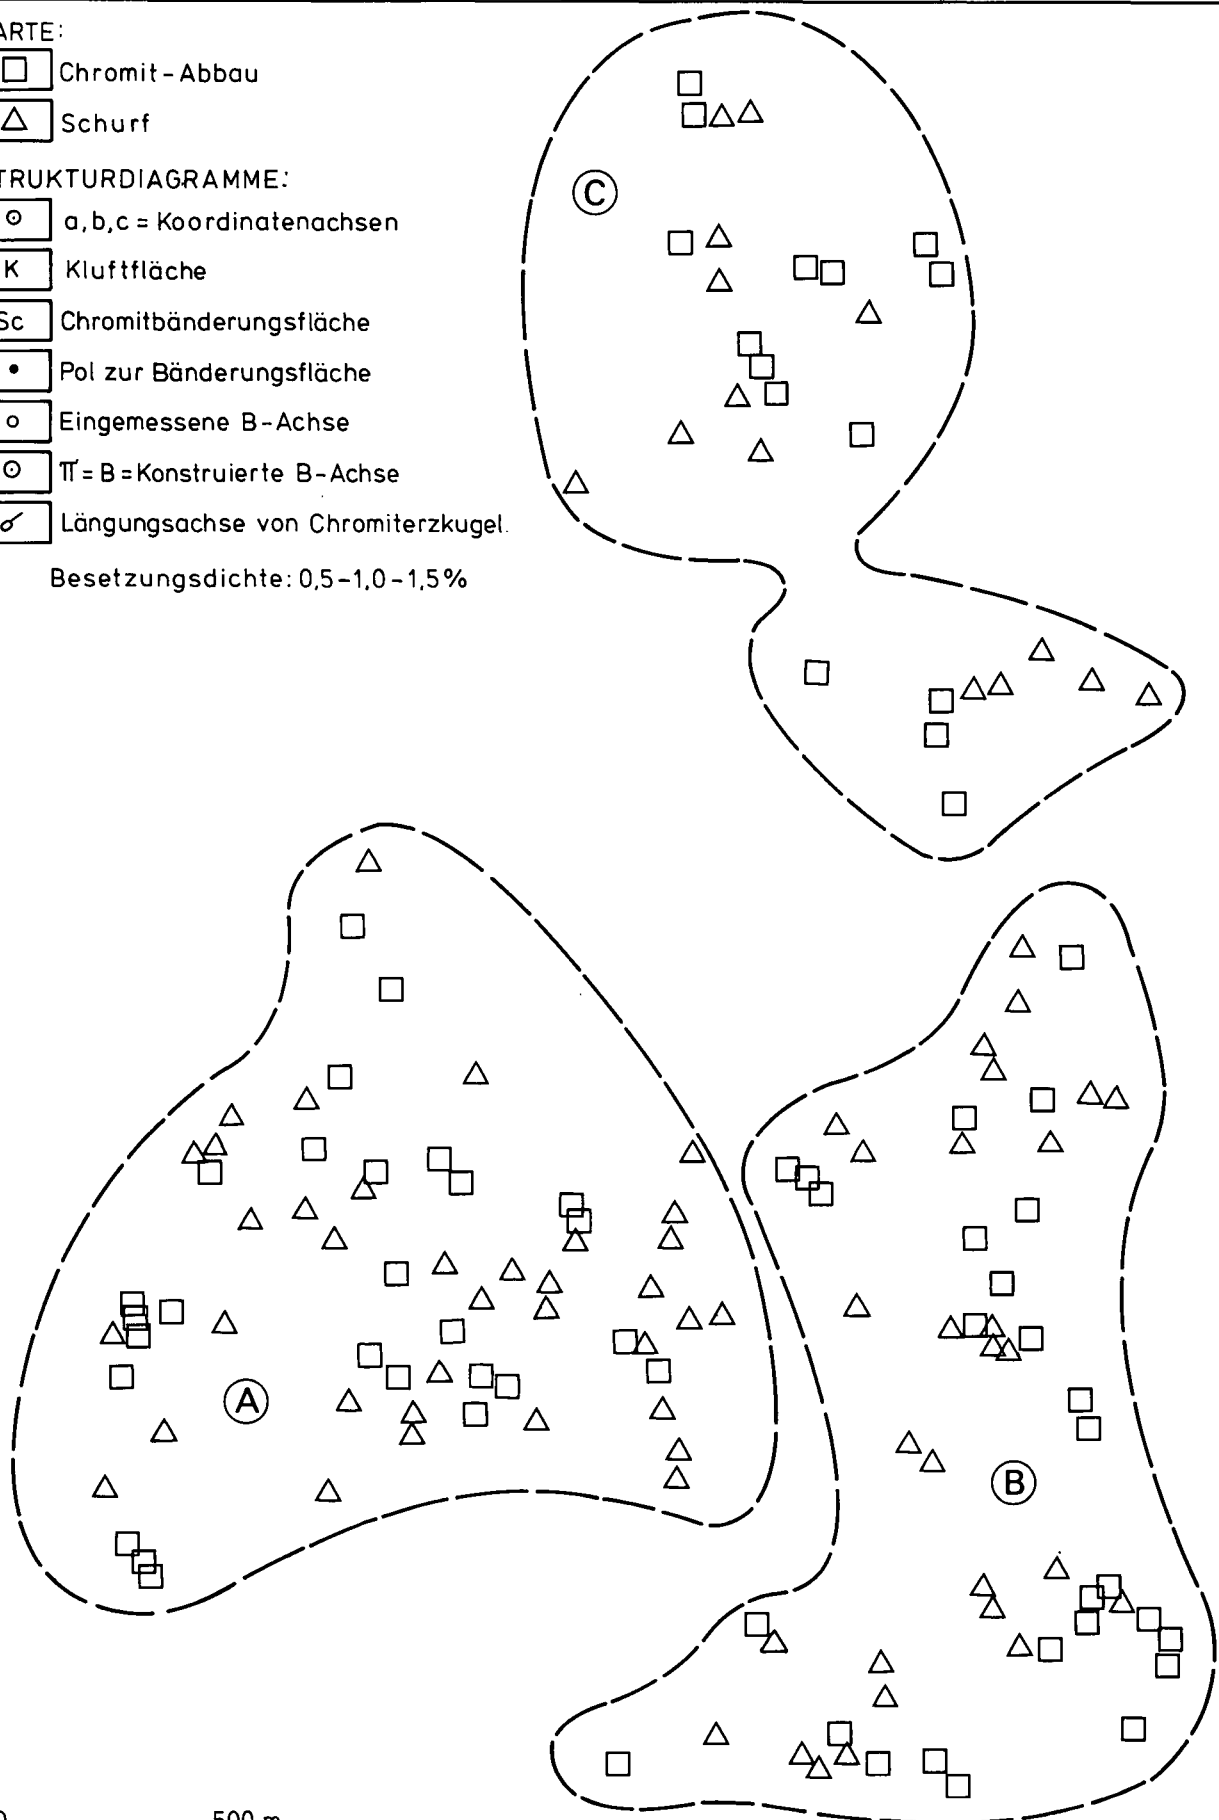 ARTE:
Chromit-Abbau
Schurf
TRUKTURDIAGRAMME:
a,b,c = Koordinatenachsen
K Kluftfläche
Sc Chromitbänderungsfläche
Pol zur Bänderungsfläche
Eingemessene B-Achse
π = B = Konstruierte B-Achse
Längungsachse von Chromiterzkugel.
Besetzungsdichte: 0,5-1,0-1,5%
C
A
B
500 m